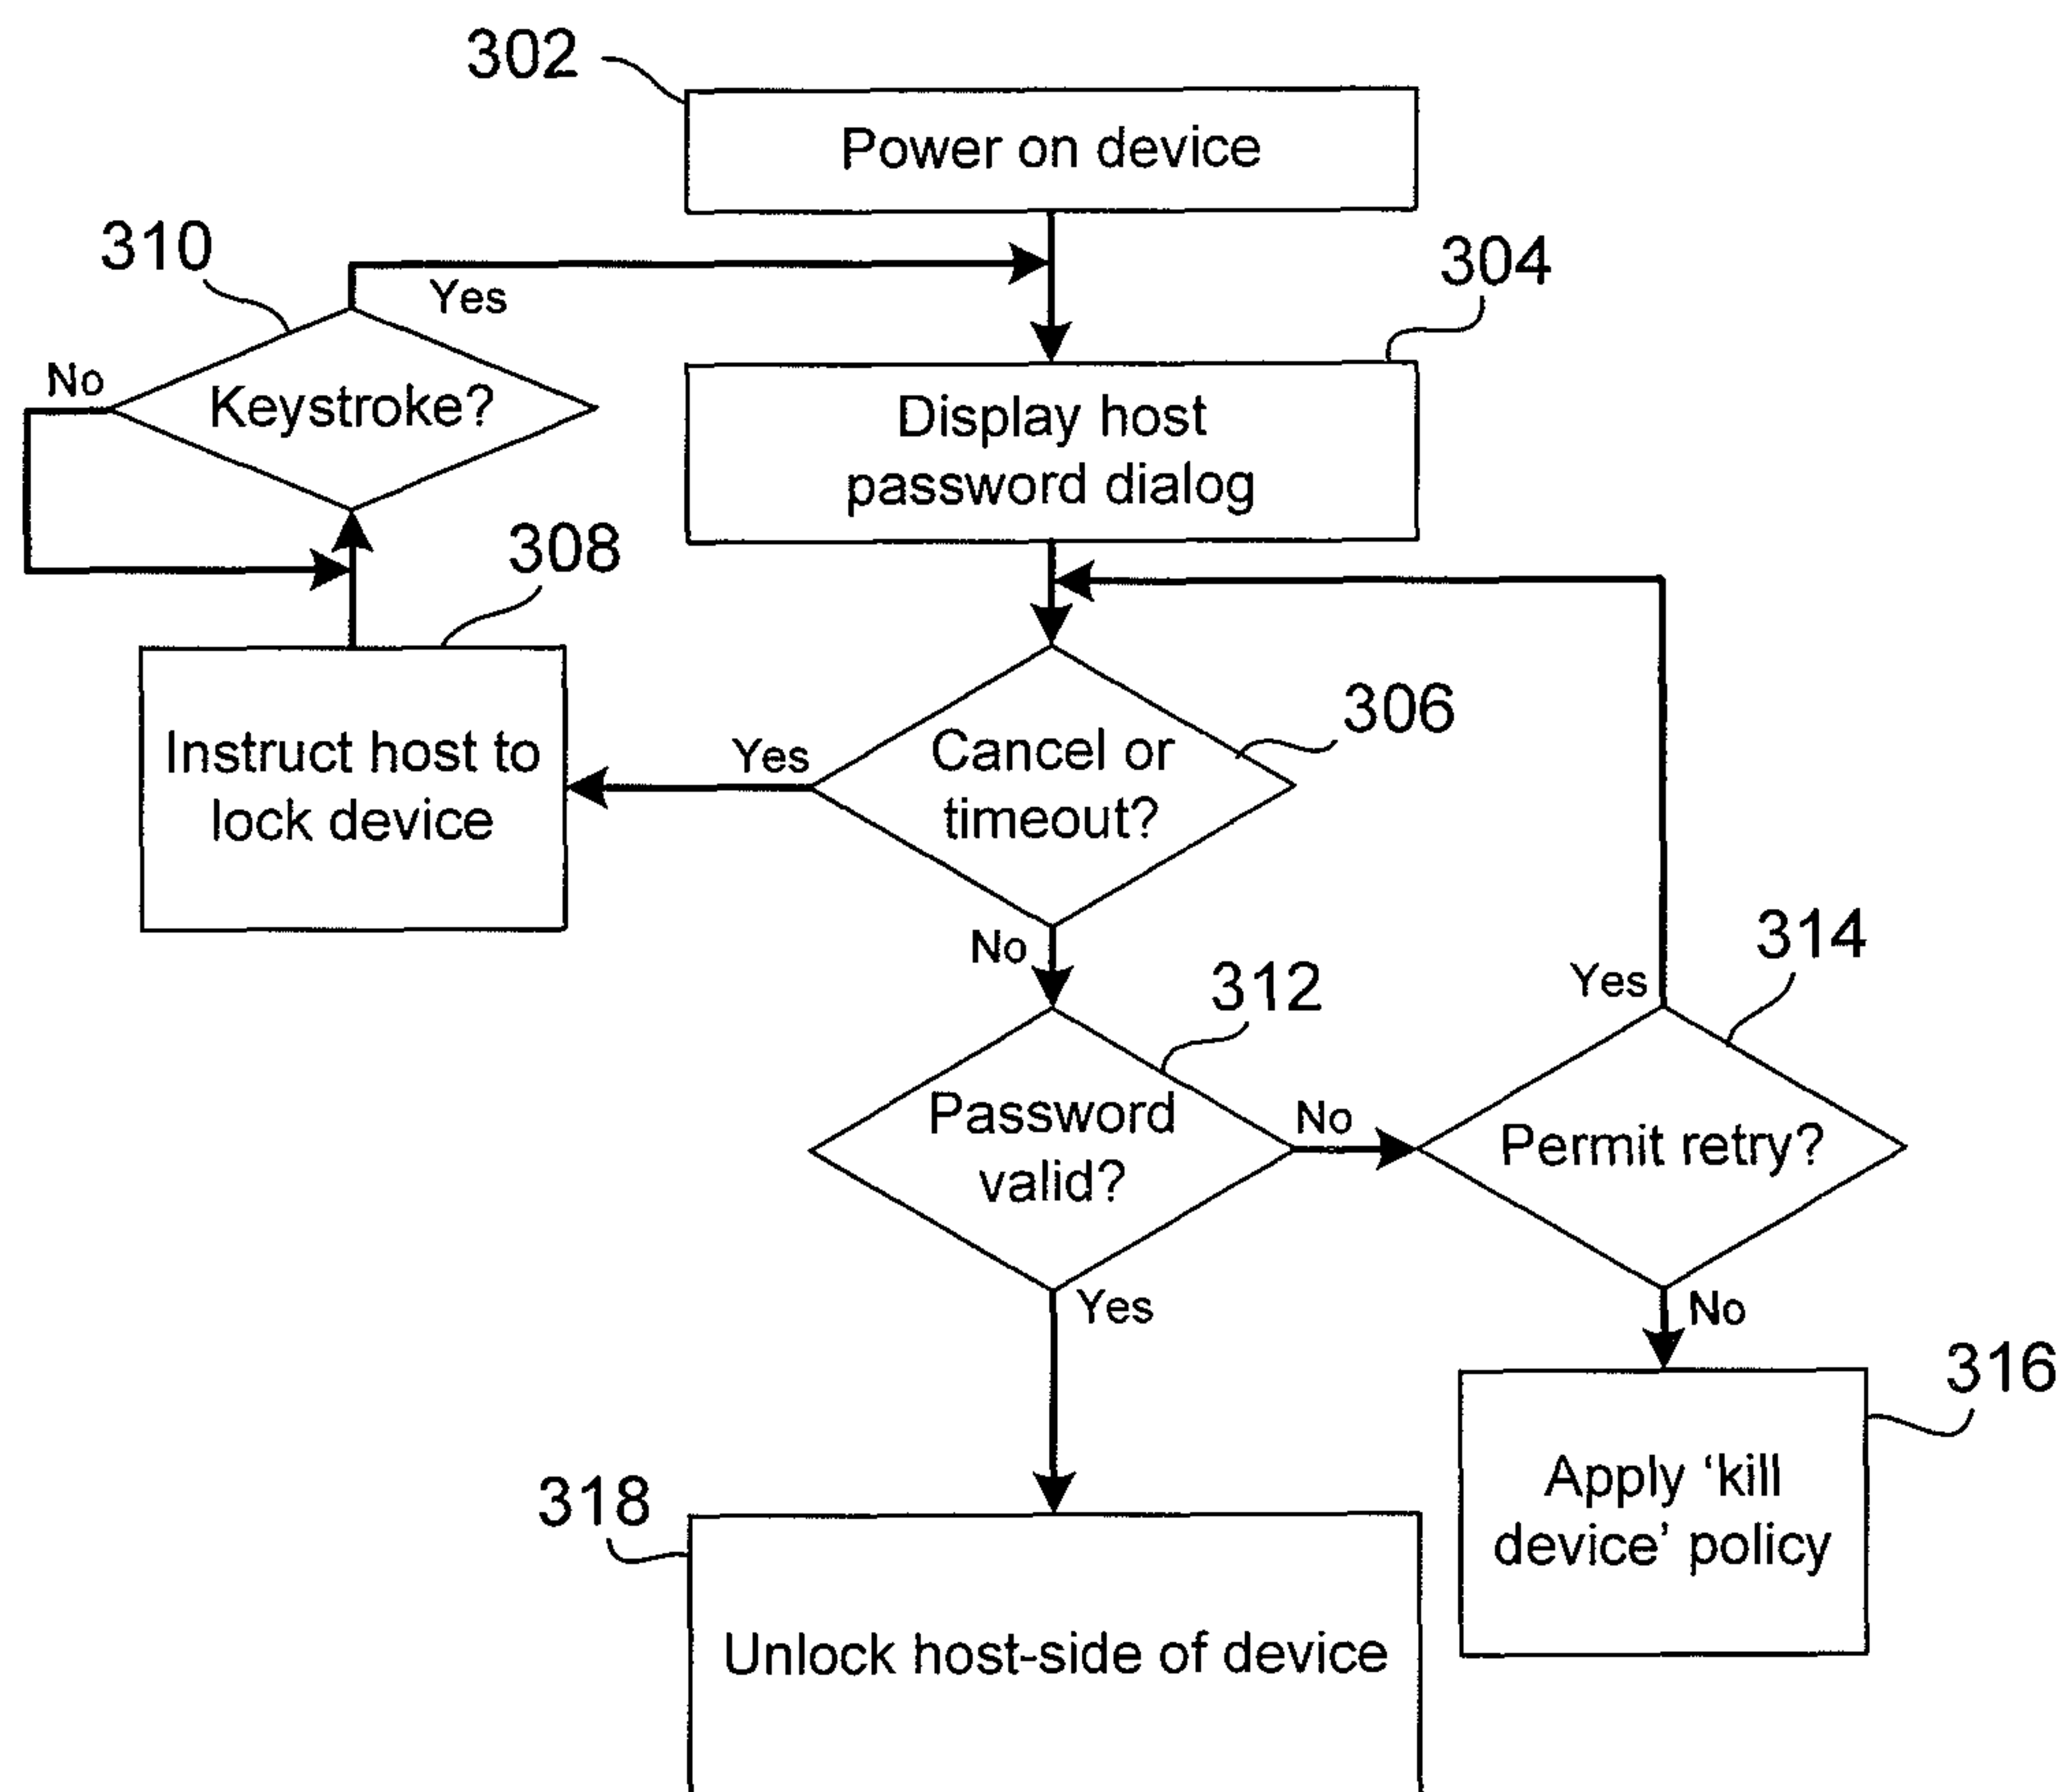 302
Power on device
310
304
Yes
No
Keystroke?
Display host
password dialog
308
306
Instruct host to
lock device
Yes
Cancel or
timeout?
No
312
314
Yes
Password
valid?
No
Permit retry?
Yes
No
316
318
Apply ‘kill
device’ policy
Unlock host-side of device